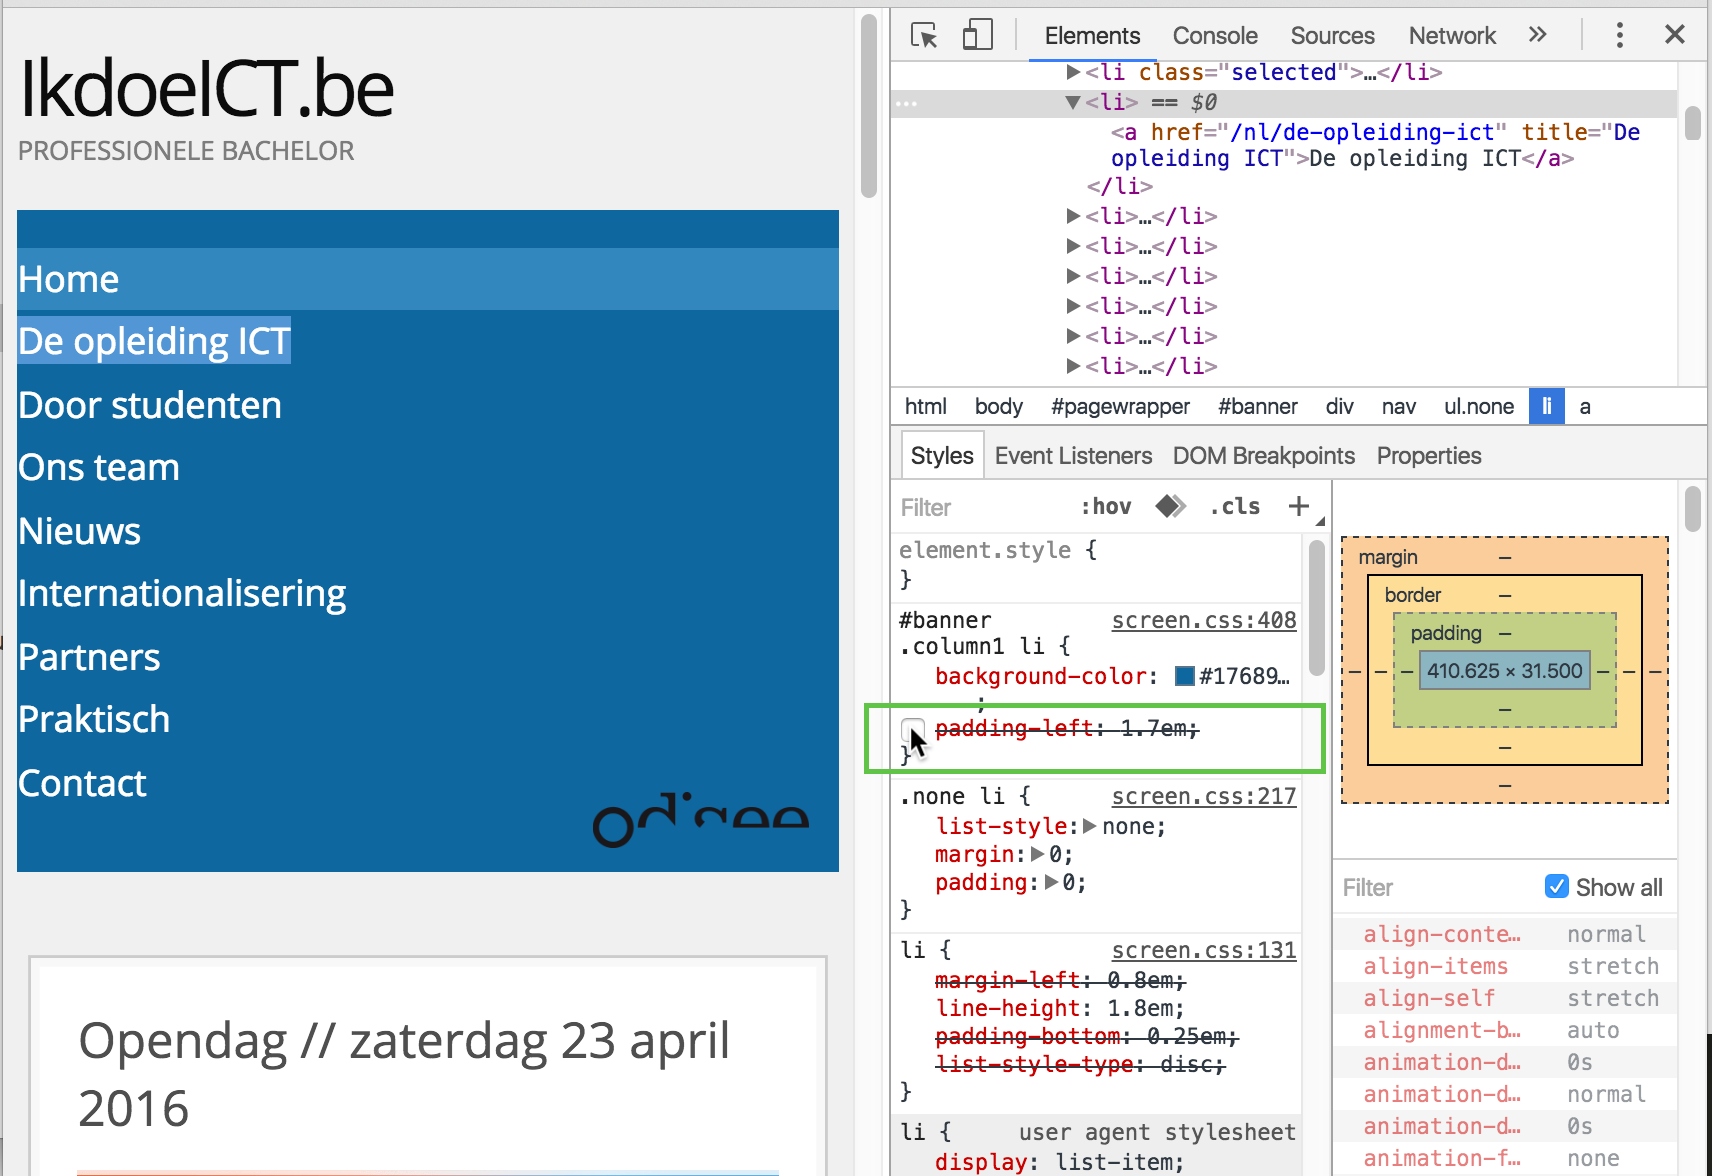 IkdoeICT.be
PROFESSIONELE BACHELOR
Home
De opleiding ICT
Door studenten
Ons team
Nieuws
Internationalisering
Partners
Praktisch
Contact
odisee
Opendag // zaterdag 23 april
2016
Elements Console Sources Network »
▶<li class="selected">…</li>
▼<li> == $0
<a href="/nl/de-opleiding-ict" title="De
opleiding ICT">De opleiding ICT</a>
</li>
▶<li>…</li>
▶<li>…</li>
▶<li>…</li>
▶<li>…</li>
▶<li>…</li>
▶<li>…</li>
html body #pagewrapper #banner div nav ul.none li a
Styles Event Listeners DOM Breakpoints Properties
Filter :hov .cls +
element.style {
}
#banner screen.css:408
.column1 li {
background-color: #17689…
;
padding-left: 1.7em;
}
.none li { screen.css:217
list-style:▶none;
margin:▶0;
padding:▶0;
}
li { screen.css:131
margin-left: 0.8em;
line-height: 1.8em;
padding-bottom: 0.25em;
list-style-type: disc;
}
li { user agent stylesheet
display: list-item;
margin –
border –
padding –
– – – 410.625 × 31.500 – – –
–
–
–
Filter Show all
align-conte… normal
align-items stretch
align-self stretch
alignment-b… auto
animation-d… 0s
animation-d… normal
animation-d… 0s
animation-f… none